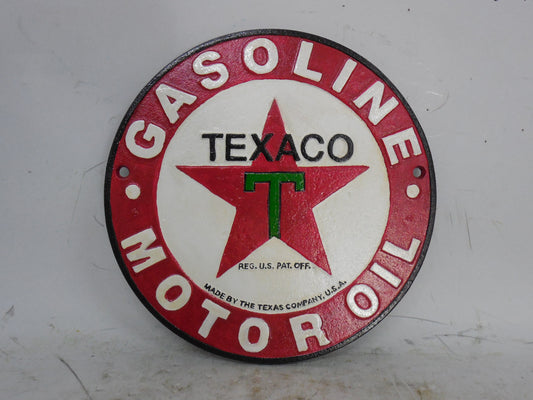 GASOLINE
TEXACO
T
REG. U.S. PAT. OFF.
MADE BY THE TEXAS COMPANY, U.S.A.
MOTOR OIL